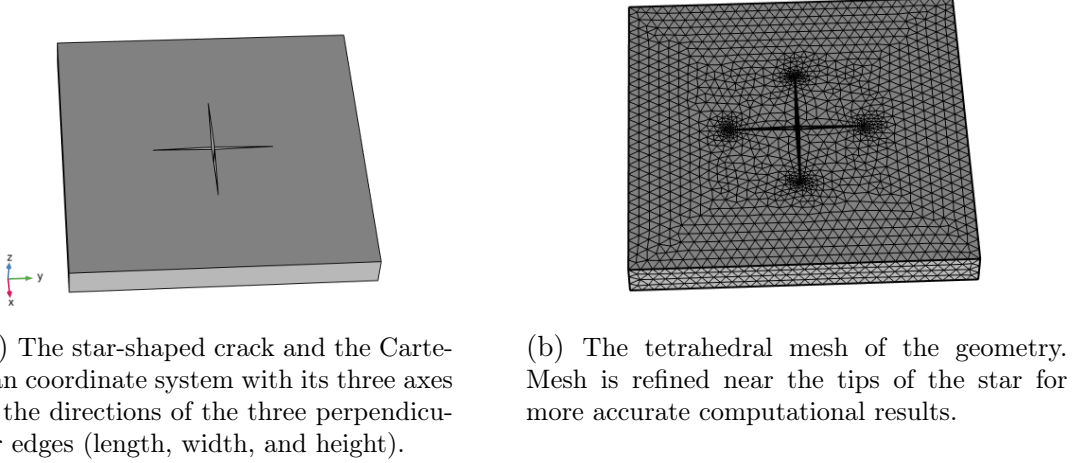 z
y
x
) The star-shaped crack and the Carte-
an coordinate system with its three axes
the directions of the three perpendicu-
r edges (length, width, and height).
(b) The tetrahedral mesh of the geometry.
Mesh is refined near the tips of the star for
more accurate computational results.